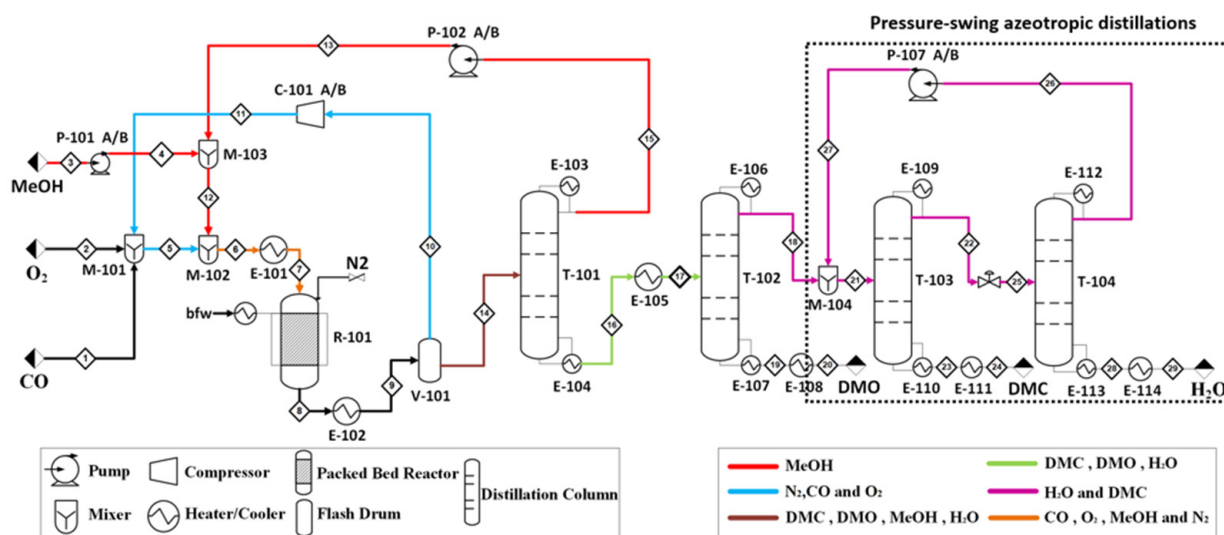 Pressure-swing azeotropic distillations
13
P-102 A/B
P-107 A/B
26
C-101 A/B
11
P-101 A/B
3
4
MeOH
M-103
15
27
E-103
E-106
E-109
E-112
12
10
2
5
6
7
O₂
M-101
M-102
E-101
N2
18
22
T-101
T-102
T-103
T-104
14
17
E-105
16
M-104
21
25
bfw
R-101
1
CO
9
V-101
8
E-102
E-104
19
20
E-107
E-108
DMO
23
24
E-110
E-111
DMC
28
29
E-113
E-114
H₂O
Pump
Compressor
Packed Bed Reactor
Distillation Column
Mixer
Heater/Cooler
Flash Drum
MeOH
DMC , DMO , H₂O
N₂,CO and O₂
H₂O and DMC
DMC , DMO , MeOH , H₂O
CO , O₂ , MeOH and N₂